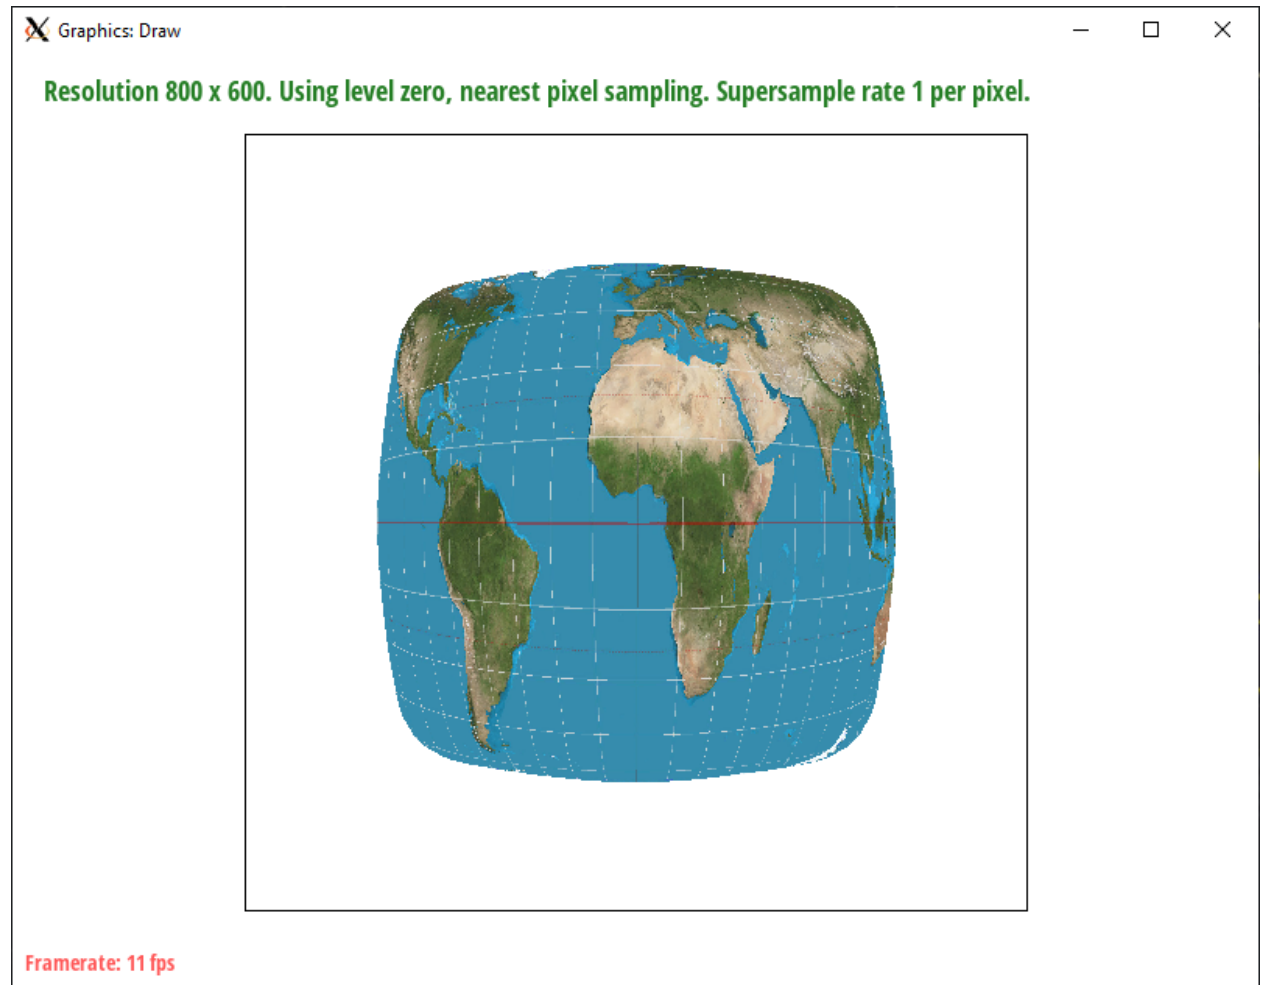 Graphics: Draw
Resolution 800 x 600. Using level zero, nearest pixel sampling. Supersample rate 1 per pixel.
Framerate: 11 fps